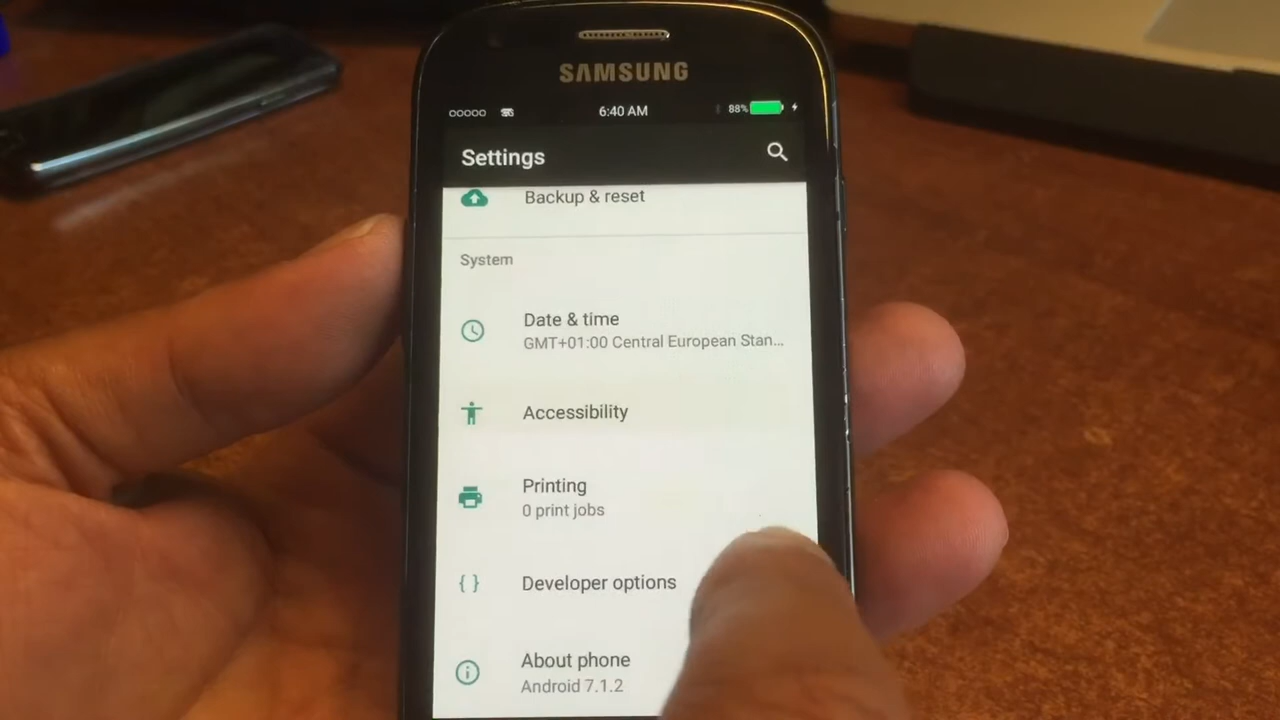 SAMSUNG
6:40 AM 88%
Settings
Backup & reset
System
Date & time
GMT+01:00 Central European Stan...
Accessibility
Printing
0 print jobs
{ } Developer options
About phone
Android 7.1.2